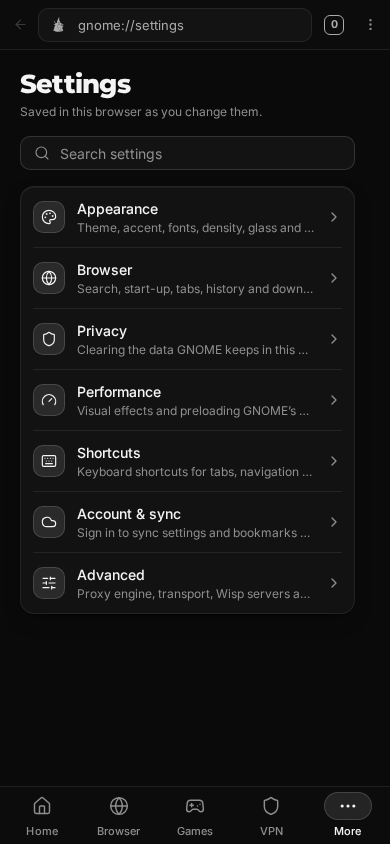 gnome://settings
0
Settings
Saved in this browser as you change them.
Search settings
Appearance
Theme, accent, fonts, density, glass and ...
Browser
Search, start-up, tabs, history and down...
Privacy
Clearing the data GNOME keeps in this ...
Performance
Visual effects and preloading GNOME's ...
Shortcuts
Keyboard shortcuts for tabs, navigation ...
Account & sync
Sign in to sync settings and bookmarks ...
Advanced
Proxy engine, transport, Wisp servers a...
Home
Browser
Games
VPN
More